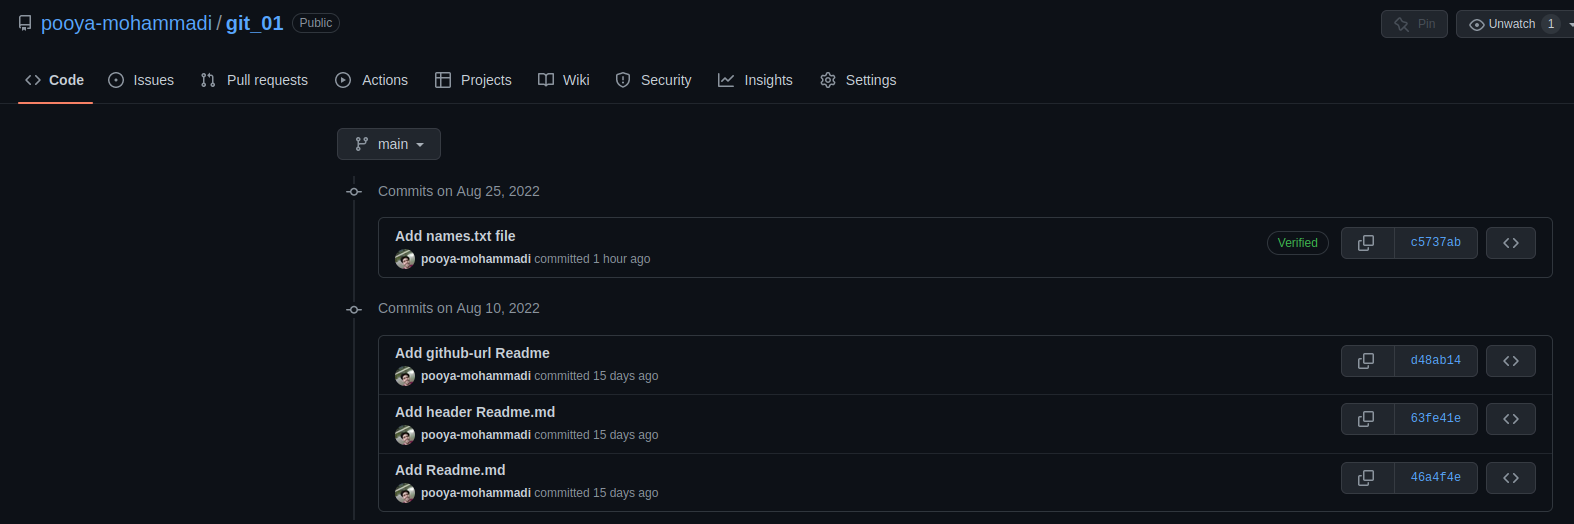 pooya-mohammadi / git_01 Public
Pin Unwatch 1
Code Issues Pull requests Actions Projects Wiki Security Insights Settings
main
Commits on Aug 25, 2022
Add names.txt file
pooya-mohammadi committed 1 hour ago
Verified c5737ab
Commits on Aug 10, 2022
Add github-url Readme
pooya-mohammadi committed 15 days ago
d48ab14
Add header Readme.md
pooya-mohammadi committed 15 days ago
63fe41e
Add Readme.md
pooya-mohammadi committed 15 days ago
46a4f4e